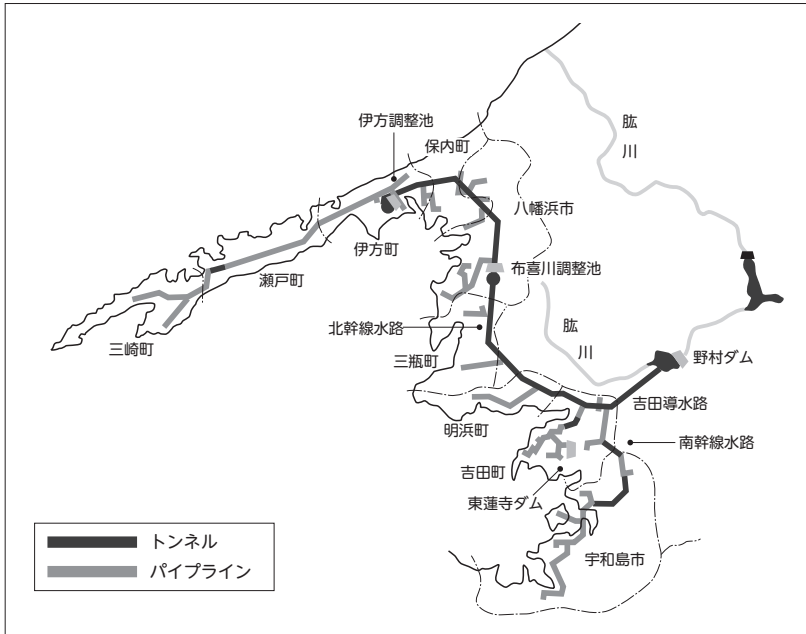 伊方調整池
保内町
肱
川
八幡浜市
伊方町
布喜川調整池
瀬戸町
北幹線水路
肱
川
三崎町
三瓶町
野村ダム
吉田導水路
明浜町
南幹線水路
吉田町
東蓮寺ダム
宇和島市
トンネル
パイプライン